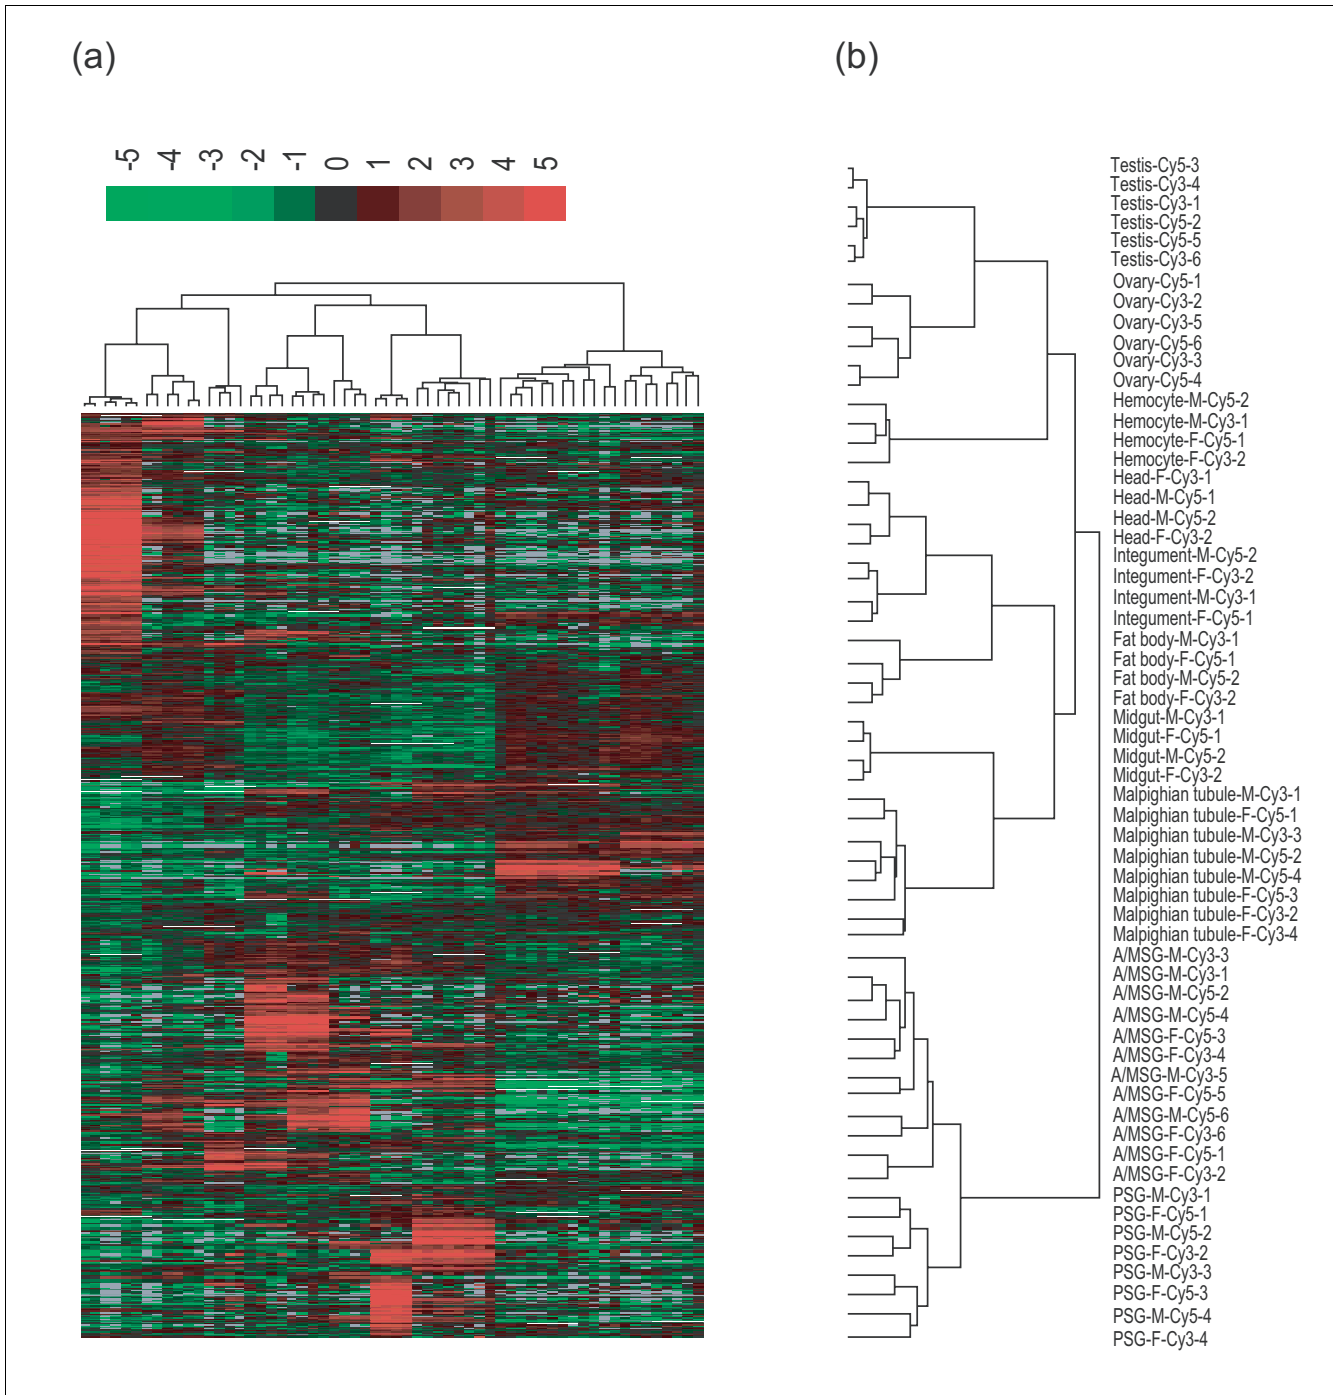 (a)
(b)
-5 -4 -3 -2 -1 0 1 2 3 4 5
Testis-Cy5-3
Testis-Cy3-4
Testis-Cy3-1
Testis-Cy5-2
Testis-Cy5-5
Testis-Cy3-6
Ovary-Cy5-1
Ovary-Cy3-2
Ovary-Cy3-5
Ovary-Cy5-6
Ovary-Cy3-3
Ovary-Cy5-4
Hemocyte-M-Cy5-2
Hemocyte-M-Cy3-1
Hemocyte-F-Cy5-1
Hemocyte-F-Cy3-2
Head-F-Cy3-1
Head-M-Cy5-1
Head-M-Cy5-2
Head-F-Cy3-2
Integument-M-Cy5-2
Integument-F-Cy3-2
Integument-M-Cy3-1
Integument-F-Cy5-1
Fat body-M-Cy3-1
Fat body-F-Cy5-1
Fat body-M-Cy5-2
Fat body-F-Cy3-2
Midgut-M-Cy3-1
Midgut-F-Cy5-1
Midgut-M-Cy5-2
Midgut-F-Cy3-2
Malpighian tubule-M-Cy3-1
Malpighian tubule-F-Cy5-1
Malpighian tubule-M-Cy3-3
Malpighian tubule-M-Cy5-2
Malpighian tubule-M-Cy5-4
Malpighian tubule-F-Cy5-3
Malpighian tubule-F-Cy3-2
Malpighian tubule-F-Cy3-4
A/MSG-M-Cy3-3
A/MSG-M-Cy3-1
A/MSG-M-Cy5-2
A/MSG-M-Cy5-4
A/MSG-F-Cy5-3
A/MSG-F-Cy3-4
A/MSG-M-Cy3-5
A/MSG-F-Cy5-5
A/MSG-M-Cy5-6
A/MSG-F-Cy3-6
A/MSG-F-Cy5-1
A/MSG-F-Cy3-2
PSG-M-Cy3-1
PSG-F-Cy5-1
PSG-M-Cy5-2
PSG-F-Cy3-2
PSG-M-Cy3-3
PSG-F-Cy5-3
PSG-M-Cy5-4
PSG-F-Cy3-4